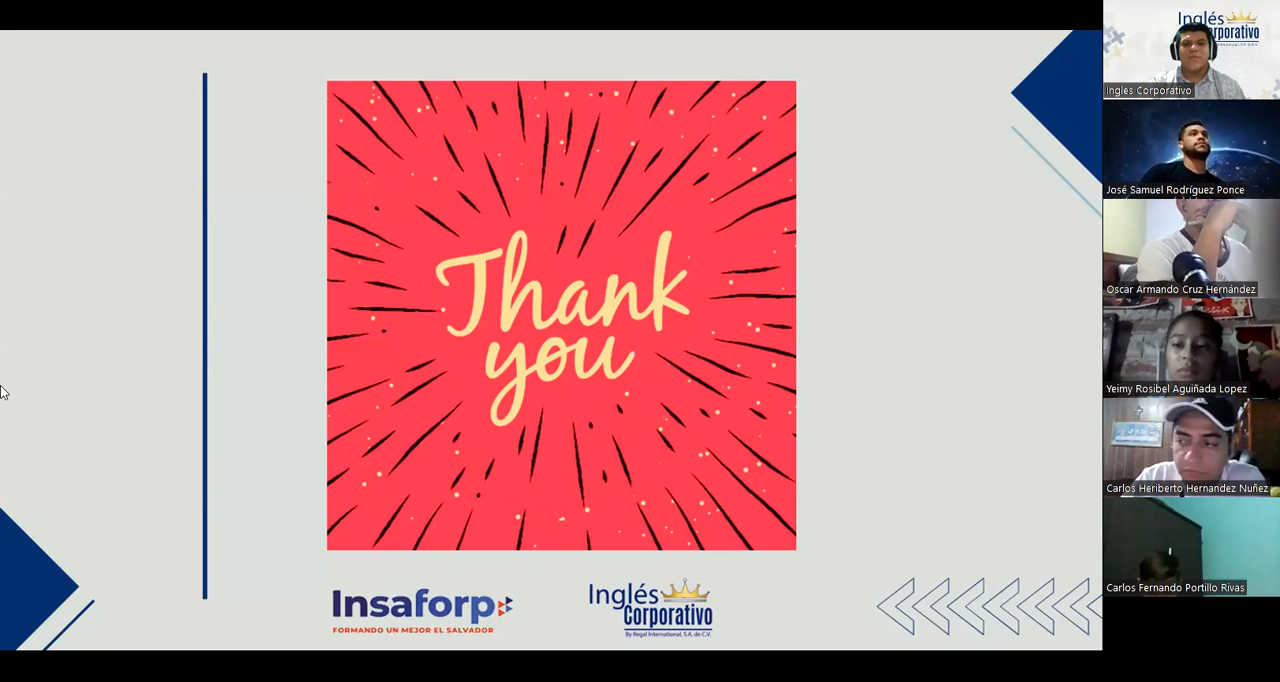 Thank
you
Insaforp
FORMANDO UN MEJOR EL SALVADOR
Inglés
Corporativo
By Regal International, S.A. de C.V.
Inglés
Corporativo
Ingles Corporativo
José Samuel Rodríguez Ponce
Oscar Armando Cruz Hernández
Yeimy Rosibel Aguiñada Lopez
Carlos Heriberto Hernandez Nuñez
Carlos Fernando Portillo Rivas